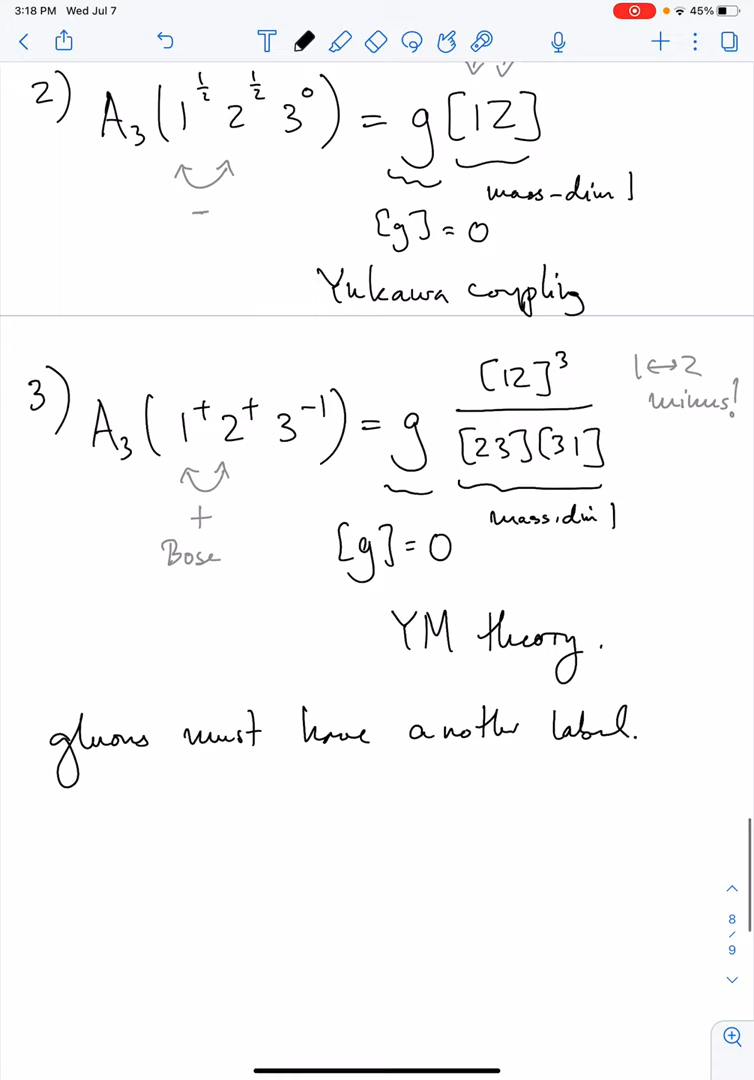 3:18 PM Wed Jul 7
45%
T
2) A₃(1^{1/2} 2^{1/2} 3⁰) = g[12]
−
mass-dim 1
[g] = 0
Yukawa coupling
3) A₃(1⁺ 2⁺ 3⁻¹) = g [12]³ / [23][31]
1↔2
minus!
+
Bose
mass.dim 1
[g] = 0
YM theory.
gluons must have another label.
8
/
9